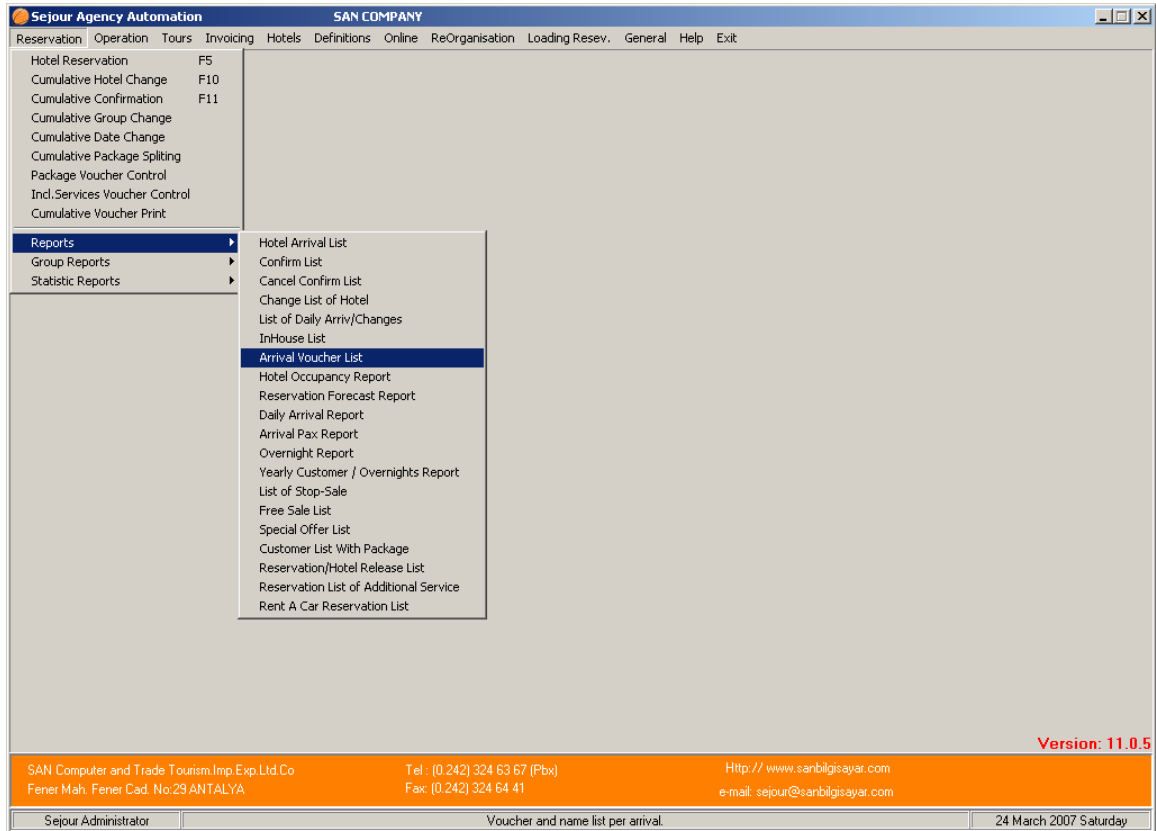 Sejour Agency Automation SAN COMPANY
Reservation Operation Tours Invoicing Hotels Definitions Online ReOrganisation Loading Resev. General Help Exit
Hotel Reservation F5
Cumulative Hotel Change F10
Cumulative Confirmation F11
Cumulative Group Change
Cumulative Date Change
Cumulative Package Spliting
Package Voucher Control
Incl.Services Voucher Control
Cumulative Voucher Print
Reports
Group Reports
Statistic Reports
Hotel Arrival List
Confirm List
Cancel Confirm List
Change List of Hotel
List of Daily Arriv/Changes
InHouse List
Arrival Voucher List
Hotel Occupancy Report
Reservation Forecast Report
Daily Arrival Report
Arrival Pax Report
Overnight Report
Yearly Customer / Overnights Report
List of Stop-Sale
Free Sale List
Special Offer List
Customer List With Package
Reservation/Hotel Release List
Reservation List of Additional Service
Rent A Car Reservation List
Version: 11.0.5
SAN Computer and Trade Tourism.Imp.Exp.Ltd.Co Tel : (0.242) 324 63 67 (Pbx) Http:// www.sanbilgisayar.com
Fener Mah. Fener Cad. No:29 ANTALYA Fax: (0.242) 324 64 41 e-mail: sejour@sanbilgisayar.com
Sejour Administrator Voucher and name list per arrival. 24 March 2007 Saturday